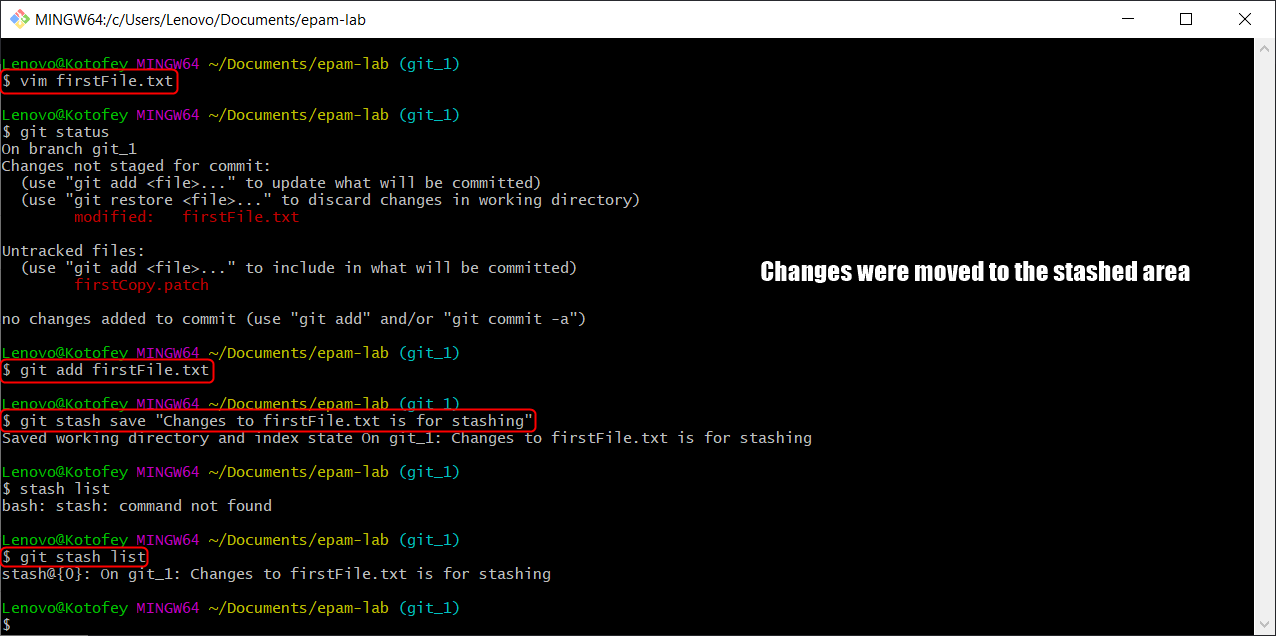 MINGW64:/c/Users/Lenovo/Documents/epam-lab
Lenovo@Kotofey MINGW64 ~/Documents/epam-lab (git_1)
$ vim firstFile.txt
Lenovo@Kotofey MINGW64 ~/Documents/epam-lab (git_1)
$ git status
On branch git_1
Changes not staged for commit:
  (use "git add <file>..." to update what will be committed)
  (use "git restore <file>..." to discard changes in working directory)
        modified:   firstFile.txt
Untracked files:
  (use "git add <file>..." to include in what will be committed)
        firstCopy.patch
Changes were moved to the stashed area
no changes added to commit (use "git add" and/or "git commit -a")
Lenovo@Kotofey MINGW64 ~/Documents/epam-lab (git_1)
$ git add firstFile.txt
Lenovo@Kotofey MINGW64 ~/Documents/epam-lab (git_1)
$ git stash save "Changes to firstFile.txt is for stashing"
Saved working directory and index state On git_1: Changes to firstFile.txt is for stashing
Lenovo@Kotofey MINGW64 ~/Documents/epam-lab (git_1)
$ stash list
bash: stash: command not found
Lenovo@Kotofey MINGW64 ~/Documents/epam-lab (git_1)
$ git stash list
stash@{0}: On git_1: Changes to firstFile.txt is for stashing
Lenovo@Kotofey MINGW64 ~/Documents/epam-lab (git_1)
$